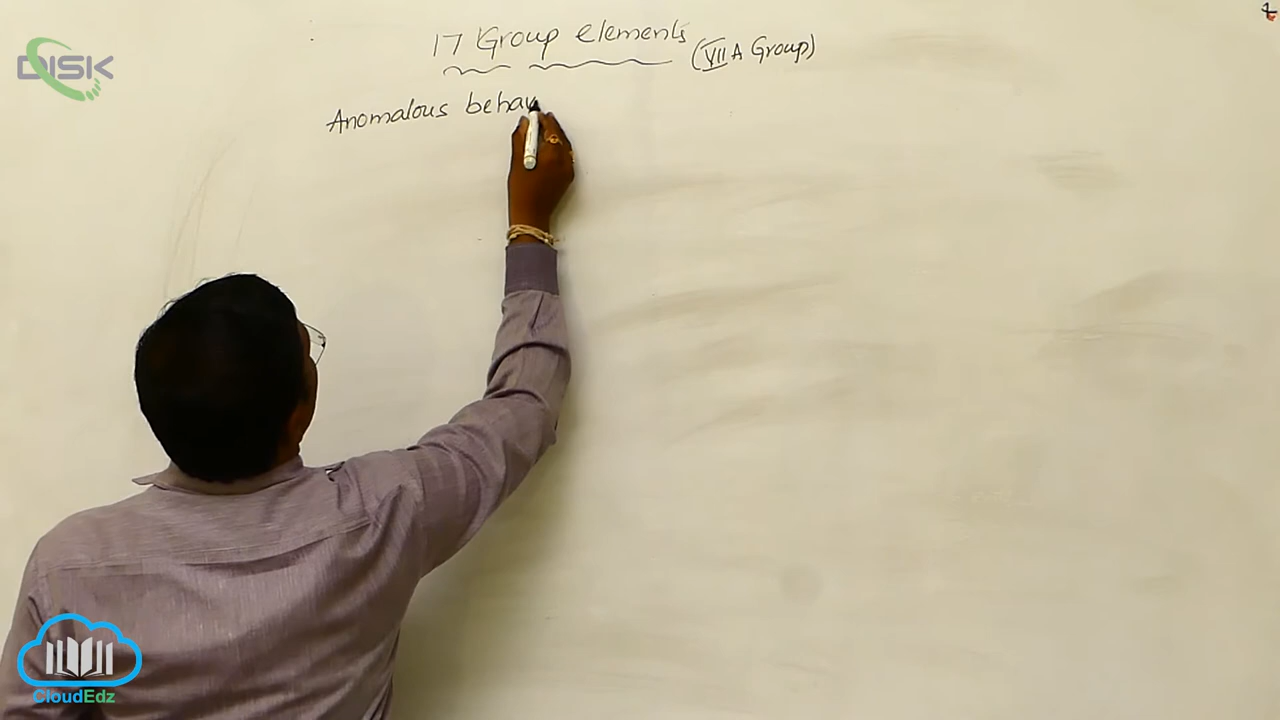 17 Group elements
(VII A Group)
Anomalous behav
DISK
CloudEdz